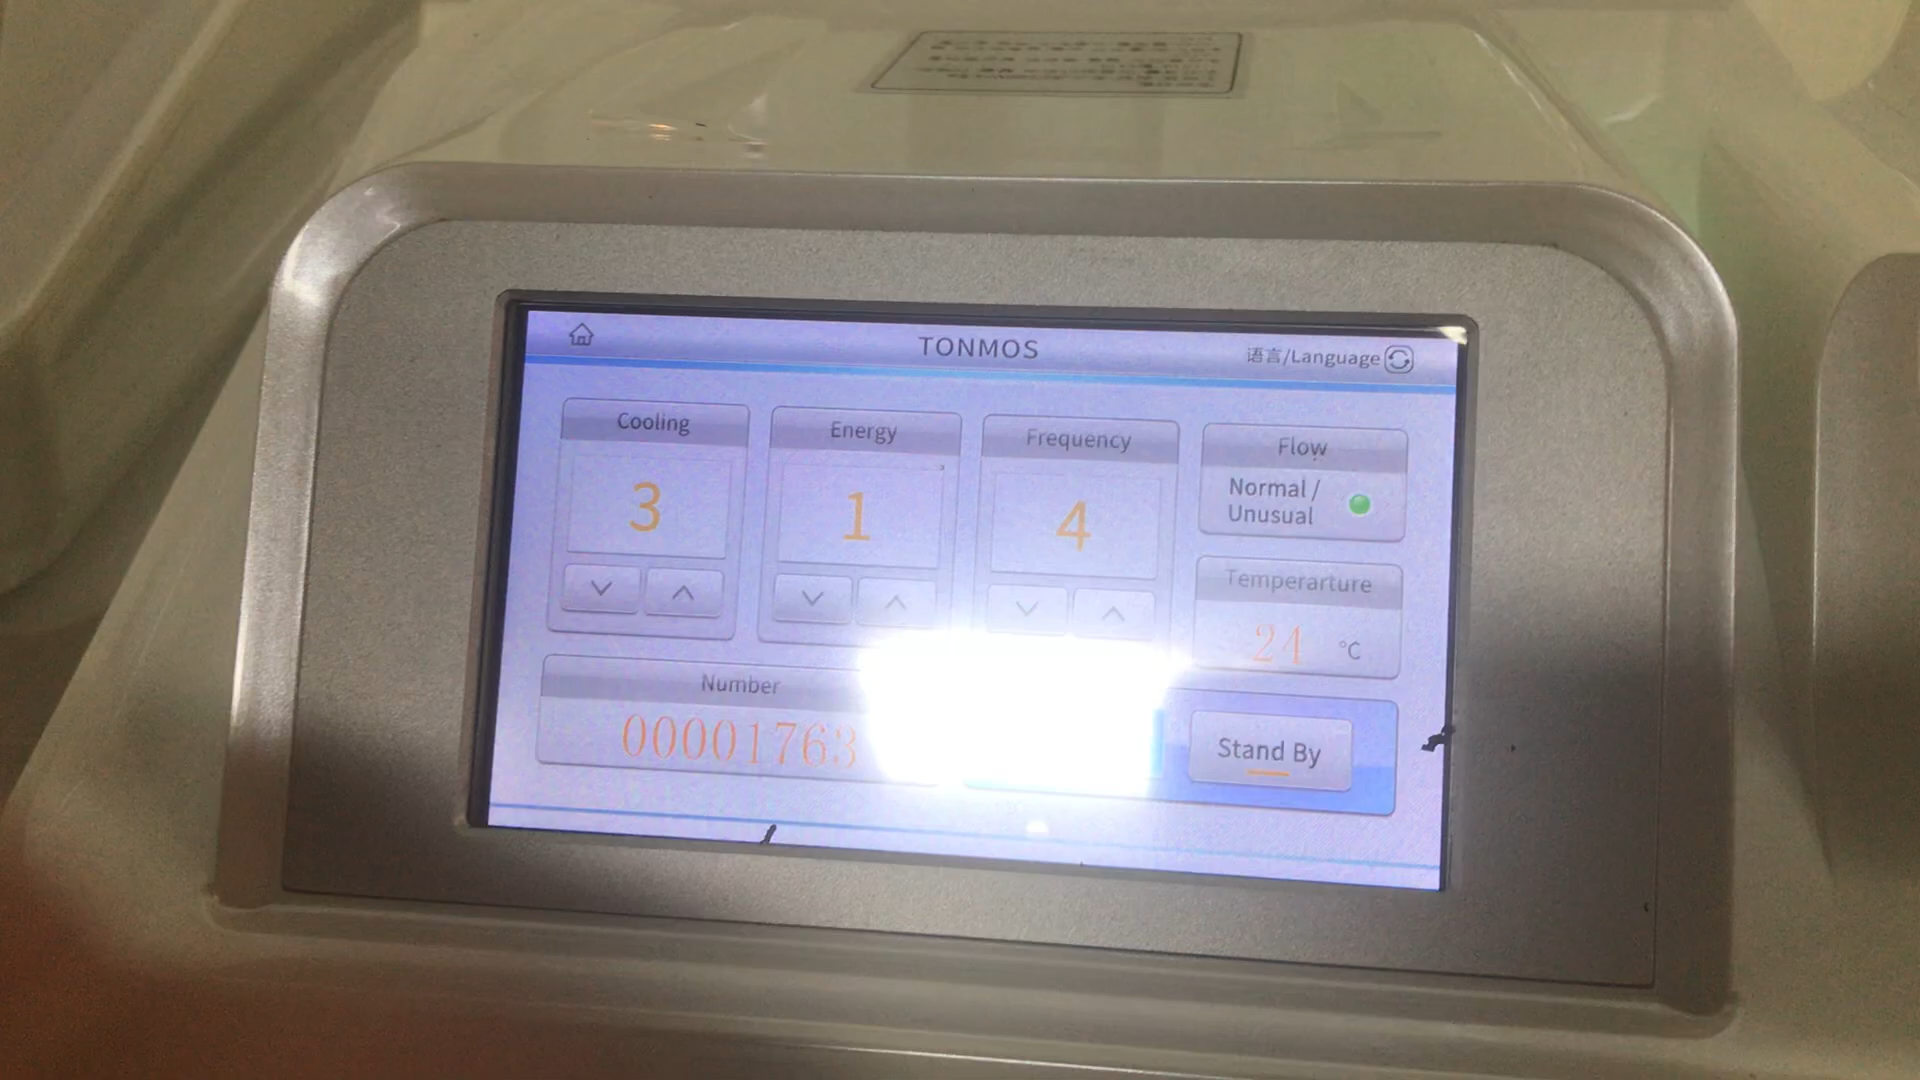 TONMOS
语言/Language
Cooling
3
Energy
1
Frequency
4
Flow
Normal /
Unusual
Temperarture
24 °C
Number
00001763
Stand By